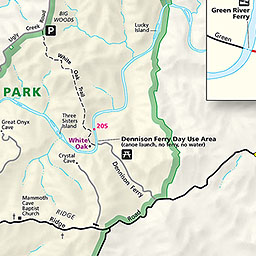 BIG
WOODS
Ugly Creek Road
P
Lucky
Island
White Oak Trail
Green River
Ferry
Green
PARK
Three
Sisters
Island
205
Great Onyx
Cave
White
Oak
Dennison Ferry Day Use Area
(canoe launch, no ferry, no water)
Crystal
Cave
Dennison Ferry
Road
Mammoth
Cave
Baptist
Church
RIDGE
RIDGE